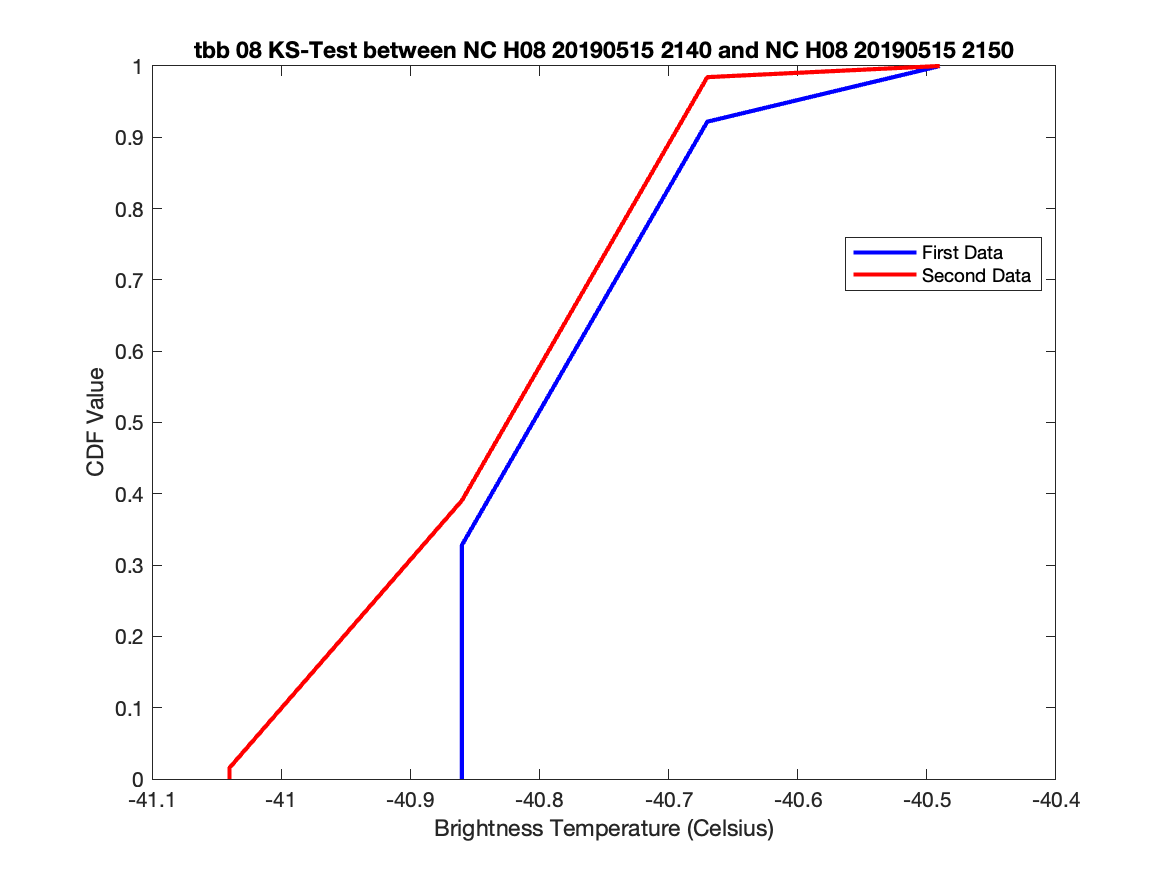 tbb 08 KS-Test between NC H08 20190515 2140 and NC H08 20190515 2150
1
0.9
0.8
0.7
0.6
0.5
0.4
0.3
0.2
0.1
0
CDF Value
First Data
Second Data
-41.1 -41 -40.9 -40.8 -40.7 -40.6 -40.5 -40.4
Brightness Temperature (Celsius)